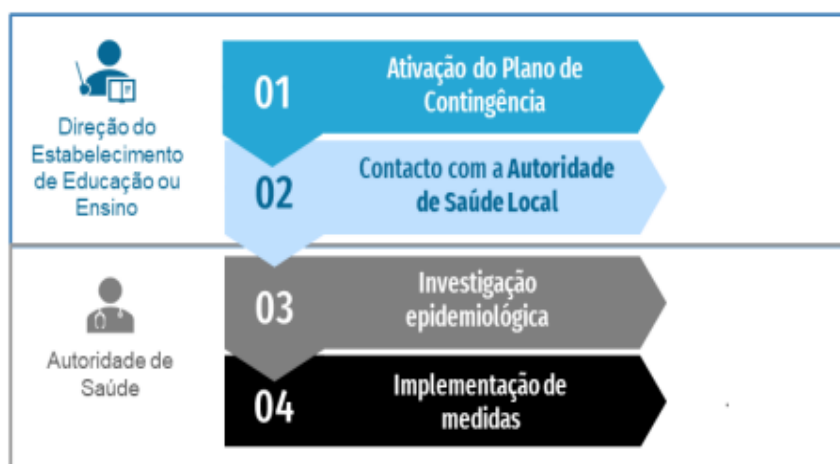 Direção do
Estabelecimento
de Educação ou
Ensino
01
Ativação do Plano de
Contingência
02
Contacto com a Autoridade
de Saúde Local
Autoridade de
Saúde
03
Investigação
epidemiológica
04
Implementação de
medidas